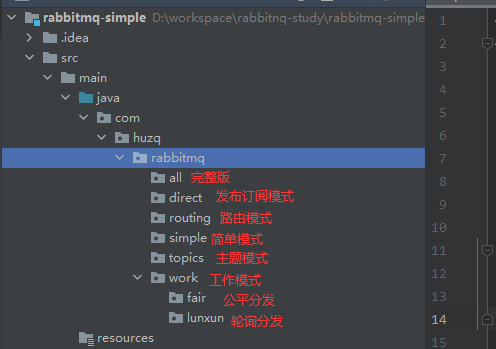 rabbitmq-simple D:\workspace\rabbitnq-study\rabbitmq-simple
.idea
src
main
java
com
huzq
rabbitmq
all 完整版
direct 发布订阅模式
routing 路由模式
simple 简单模式
topics 主题模式
work 工作模式
fair 公平分发
lunxun 轮询分发
resources
1
2
3
4
5
6
7
8
9
10
11
12
13
14
15